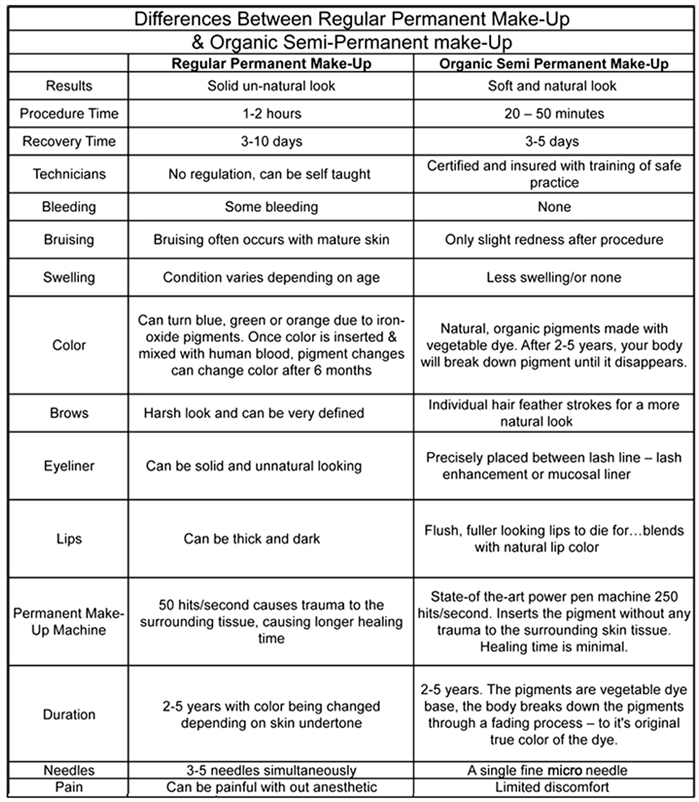 Differences Between Regular Permanent Make-Up
& Organic Semi-Permanent make-Up
Regular Permanent Make-Up
Organic Semi Permanent Make-Up
Results
Solid un-natural look
Soft and natural look
Procedure Time
1-2 hours
20 – 50 minutes
Recovery Time
3-10 days
3-5 days
Technicians
No regulation, can be self taught
Certified and insured with training of safe
practice
Bleeding
Some bleeding
None
Bruising
Bruising often occurs with mature skin
Only slight redness after procedure
Swelling
Condition varies depending on age
Less swelling/or none
Color
Can turn blue, green or orange due to iron-
oxide pigments. Once color is inserted &
mixed with human blood, pigment changes
can change color after 6 months
Natural, organic pigments made with
vegetable dye. After 2-5 years, your body
will break down pigment until it disappears.
Brows
Harsh look and can be very defined
Individual hair feather strokes for a more
natural look
Eyeliner
Can be solid and unnatural looking
Precisely placed between lash line – lash
enhancement or mucosal liner
Lips
Can be thick and dark
Flush, fuller looking lips to die for…blends
with natural lip color
Permanent Make-
Up Machine
50 hits/second causes trauma to the
surrounding tissue, causing longer healing
time
State-of the-art power pen machine 250
hits/second. Inserts the pigment without any
trauma to the surrounding skin tissue.
Healing time is minimal.
Duration
2-5 years with color being changed
depending on skin undertone
2-5 years. The pigments are vegetable dye
base, the body breaks down the pigments
through a fading process – to it's original
true color of the dye.
Needles
3-5 needles simultaneously
A single fine micro needle
Pain
Can be painful with out anesthetic
Limited discomfort